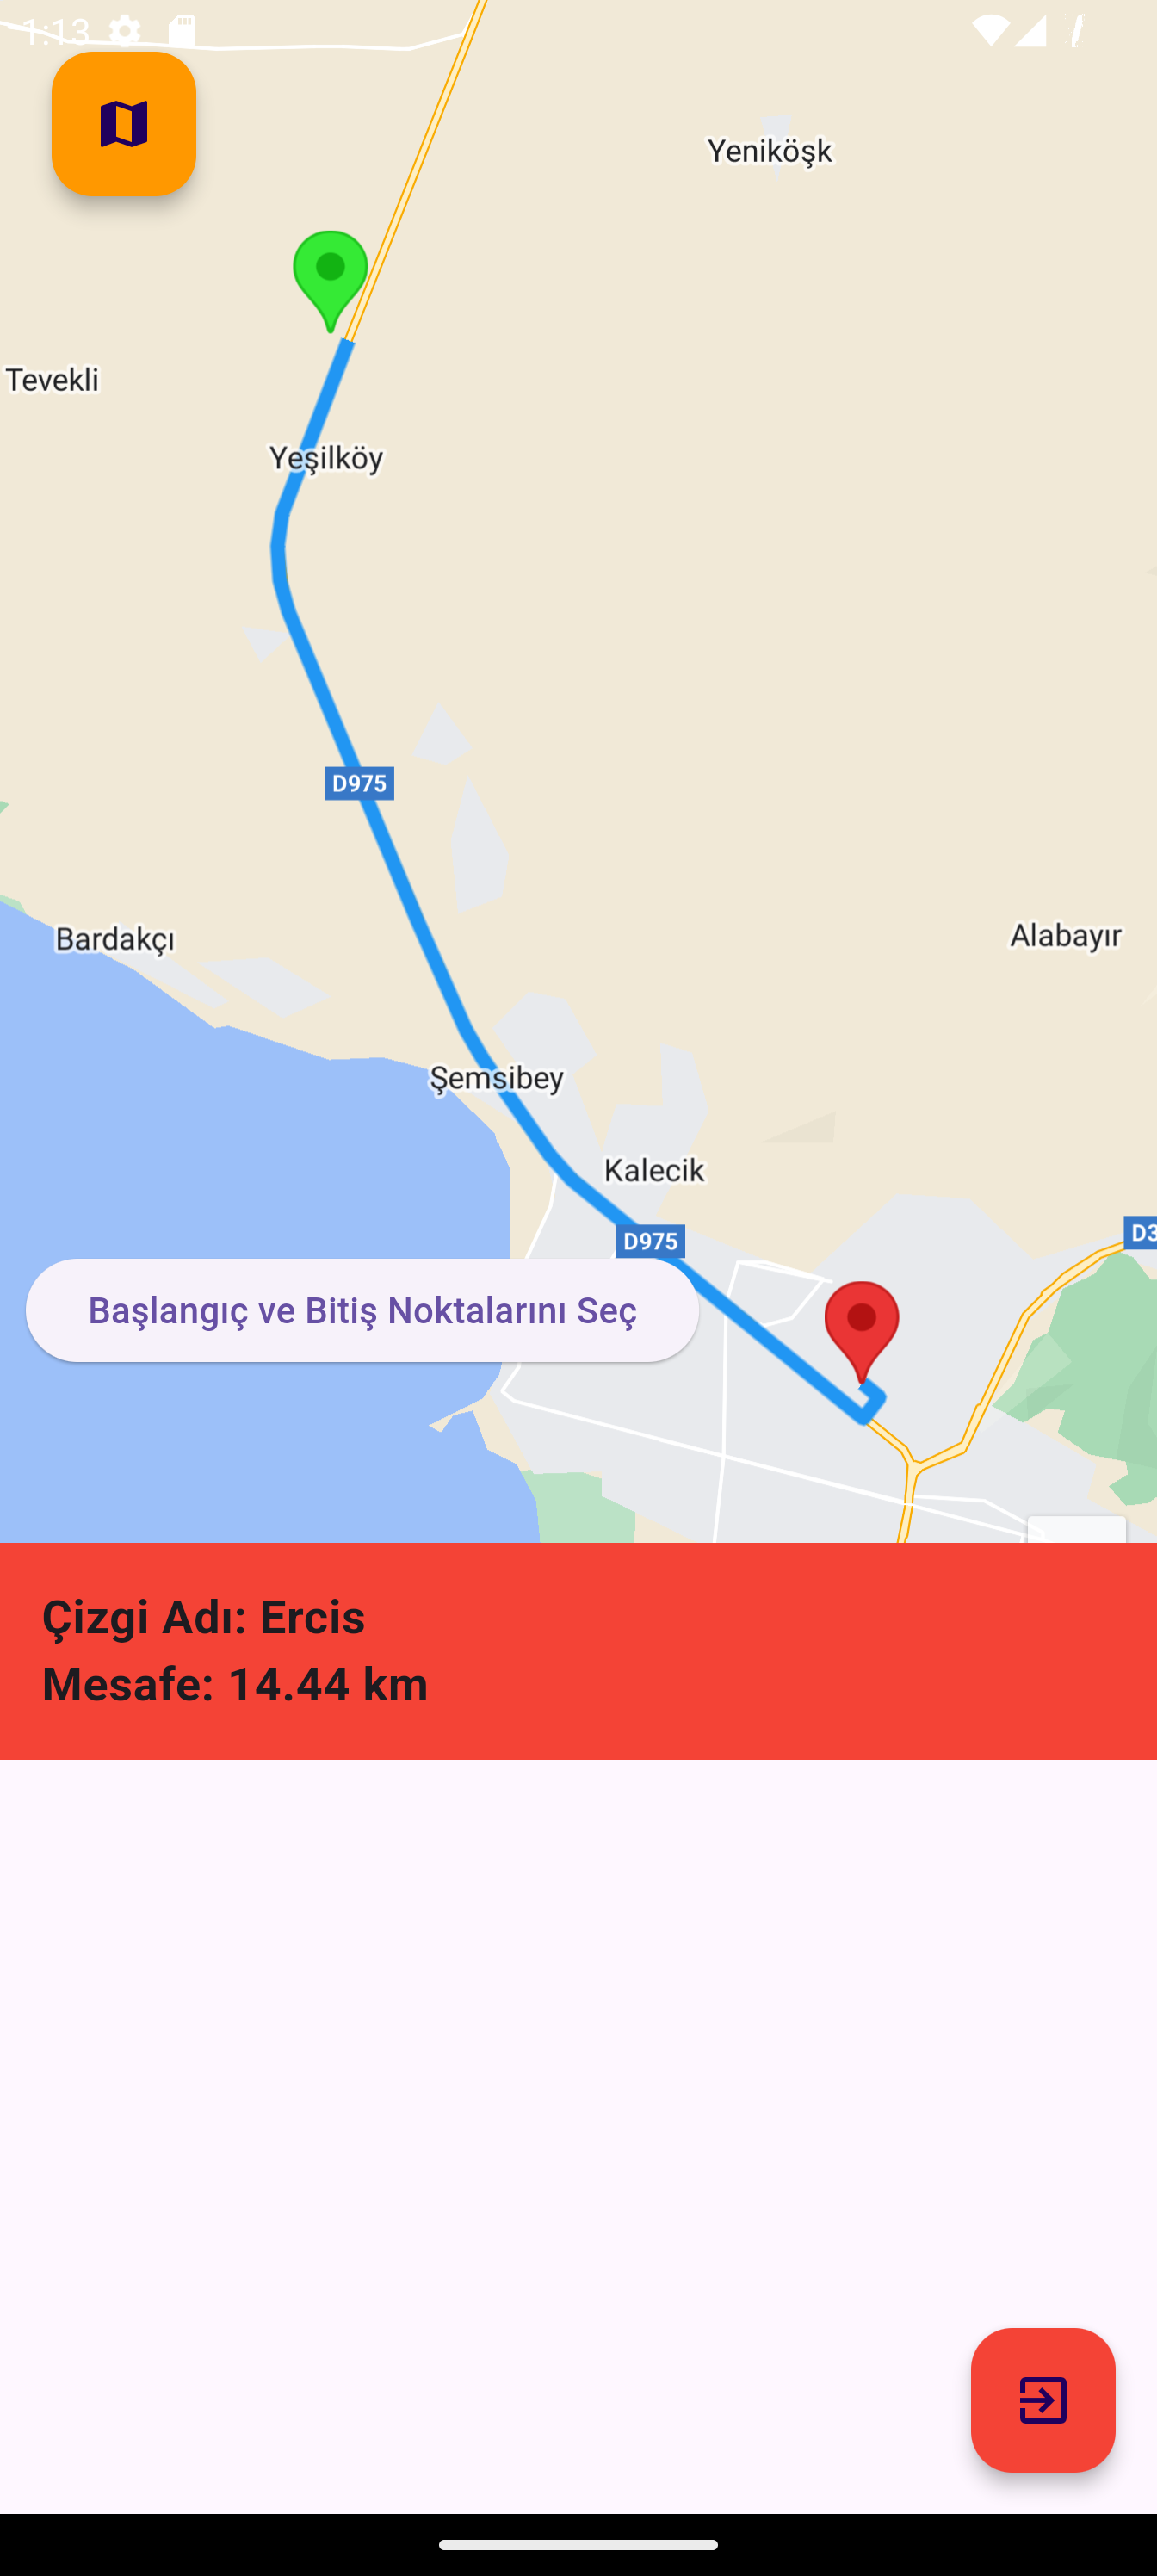 1:13
Yeniköşk
Tevekli
Yeşilköy
D975
Bardakçı
Alabayır
Şemsibey
Kalecik
D975
D3
Başlangıç ve Bitiş Noktalarını Seç
Çizgi Adı: Ercis
Mesafe: 14.44 km